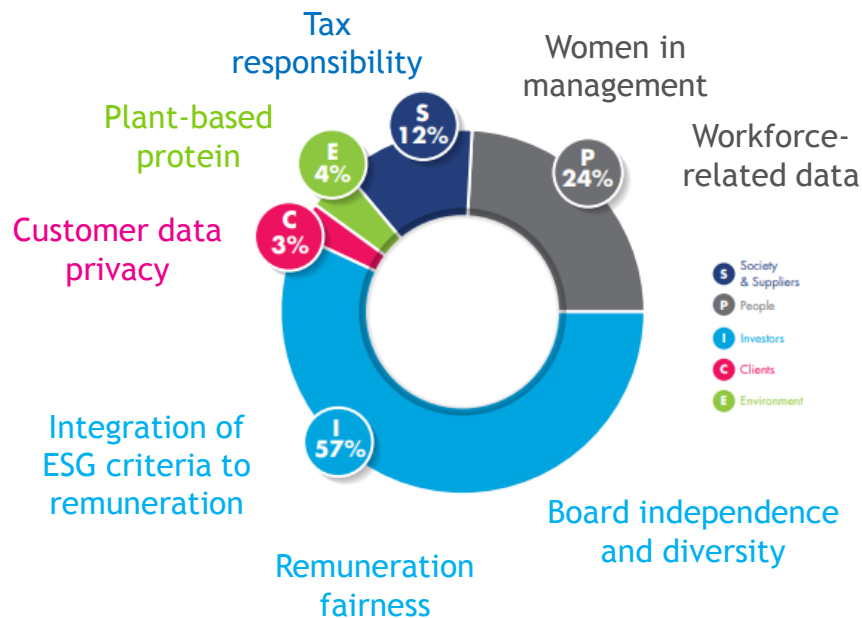 Tax
responsibility
Women in
management
Plant-based
protein
S
12%
E
4%
P
24%
Workforce-
related data
Customer data
privacy
C
3%
S Society
& Suppliers
P People
I Investors
C Clients
E Environment
I
57%
Integration of
ESG criteria to
remuneration
Board independence
and diversity
Remuneration
fairness